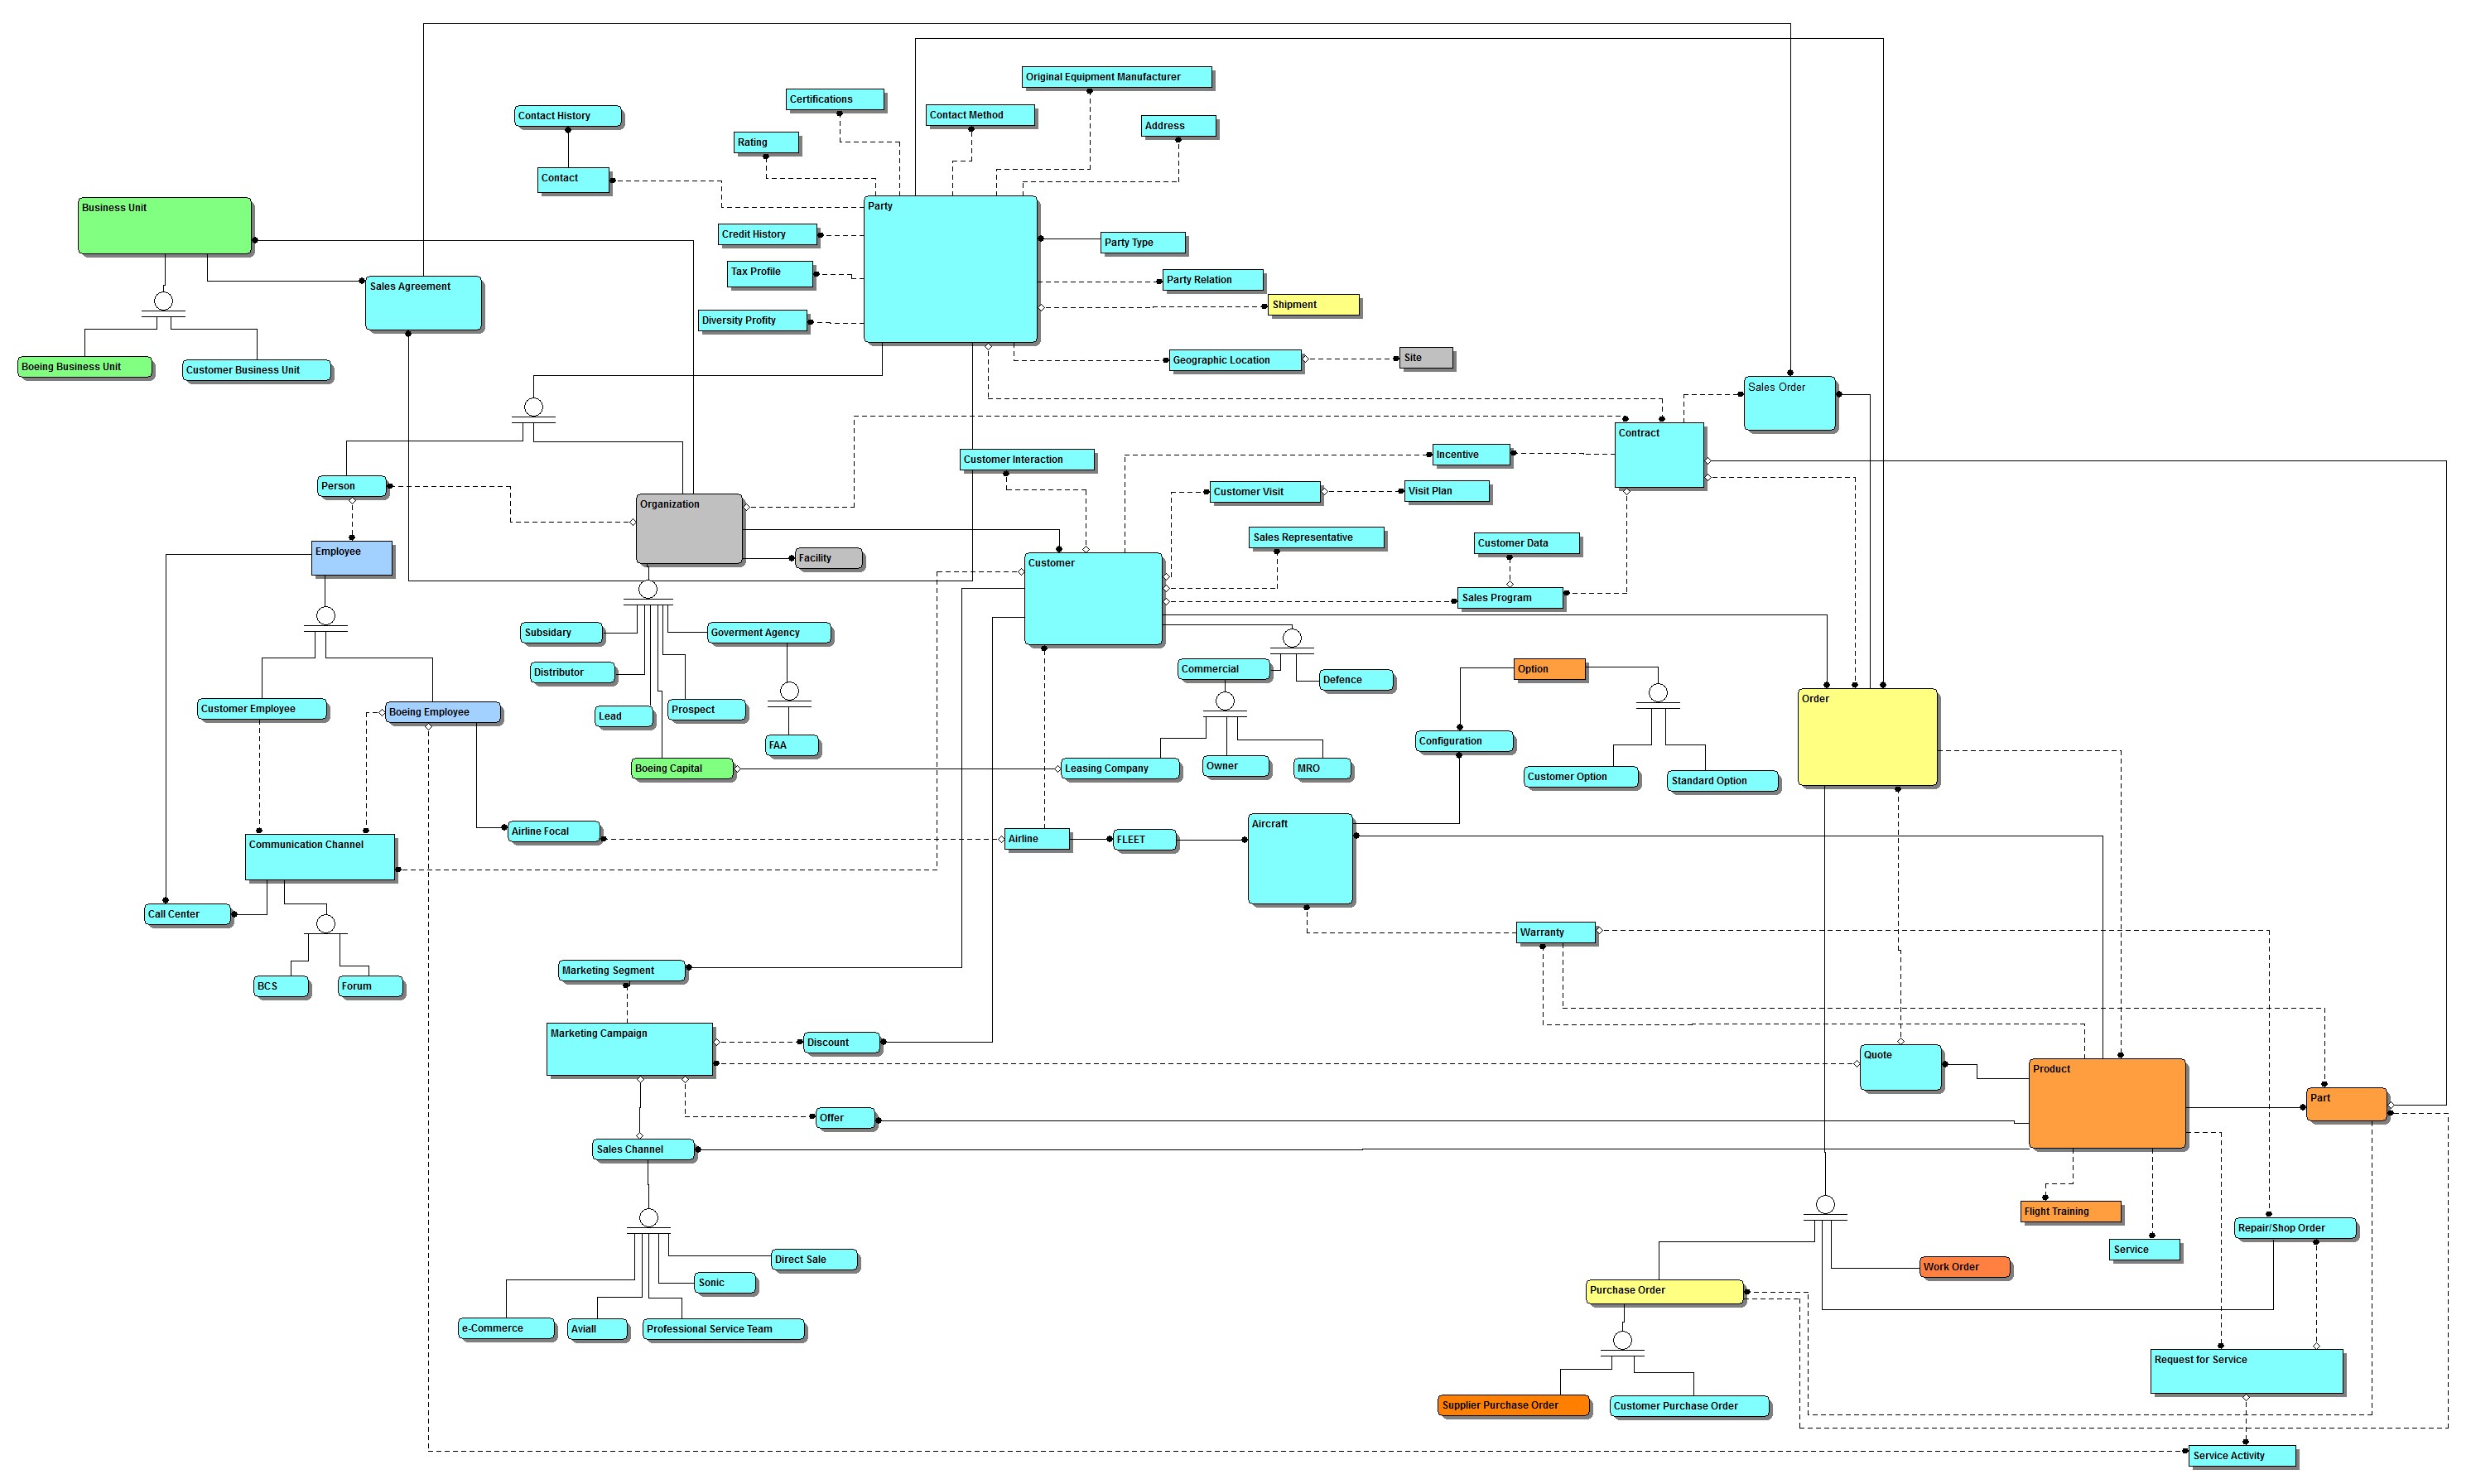 Original Equipment Manufacturer
Certifications
Contact History
Contact Method
Address
Rating
Contact
Business Unit
Party
Credit History
Party Type
Tax Profile
Party Relation
Sales Agreement
Shipment
Diversity Profity
Geographic Location
Site
Boeing Business Unit
Customer Business Unit
Sales Order
Contract
Customer Interaction
Incentive
Person
Customer Visit
Visit Plan
Organization
Sales Representative
Customer Data
Employee
Facility
Customer
Sales Program
Subsidary
Goverment Agency
Distributor
Commercial
Option
Defence
Customer Employee
Boeing Employee
Lead
Prospect
Order
FAA
Configuration
Boeing Capital
Leasing Company
Owner
MRO
Customer Option
Standard Option
Airline Focal
Airline
FLEET
Aircraft
Communication Channel
Call Center
Warranty
Marketing Segment
BCS
Forum
Marketing Campaign
Discount
Quote
Product
Part
Offer
Sales Channel
Flight Training
Repair/Shop Order
Service
Direct Sale
Work Order
Sonic
Purchase Order
e-Commerce
Aviall
Professional Service Team
Request for Service
Supplier Purchase Order
Customer Purchase Order
Service Activity